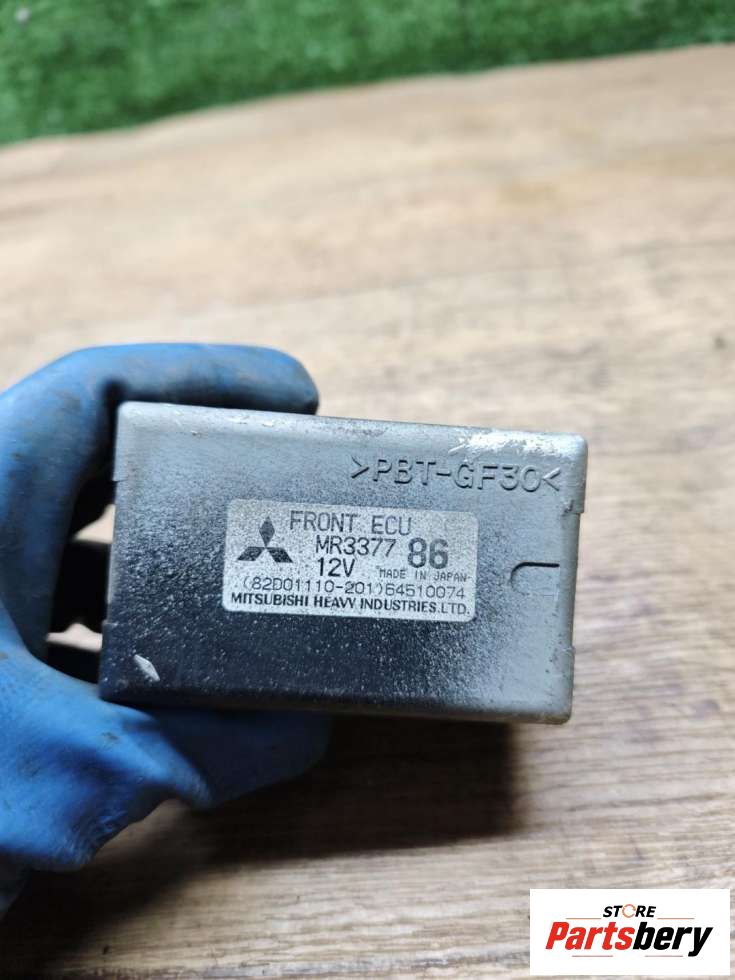 >PBT-GF30<
FRONT ECU
MR3377 86
12V MADE IN JAPAN
(82D01110-201)64510074
MITSUBISHI HEAVY INDUSTRIES.LTD.
STORE
Partsbery